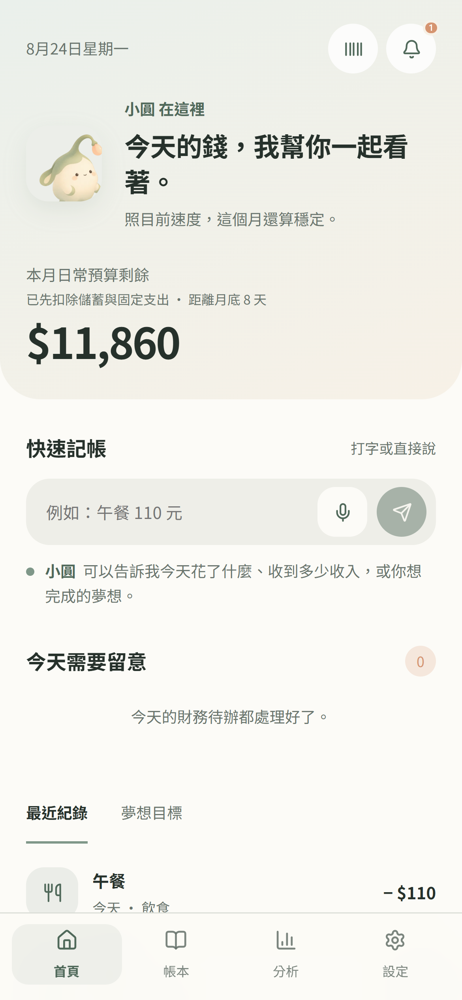 8月24日星期一
1
小圓 在這裡
今天的錢，我幫你一起看
著。
照目前速度，這個月還算穩定。
本月日常預算剩餘
已先扣除儲蓄與固定支出 · 距離月底 8 天
$11,860
快速記帳
打字或直接說
例如：午餐 110 元
小圓 可以告訴我今天花了什麼、收到多少收入，或你想
完成的夢想。
今天需要留意
0
今天的財務待辦都處理好了。
最近紀錄
夢想目標
午餐
− $110
今天 · 飲食
首頁
帳本
分析
設定